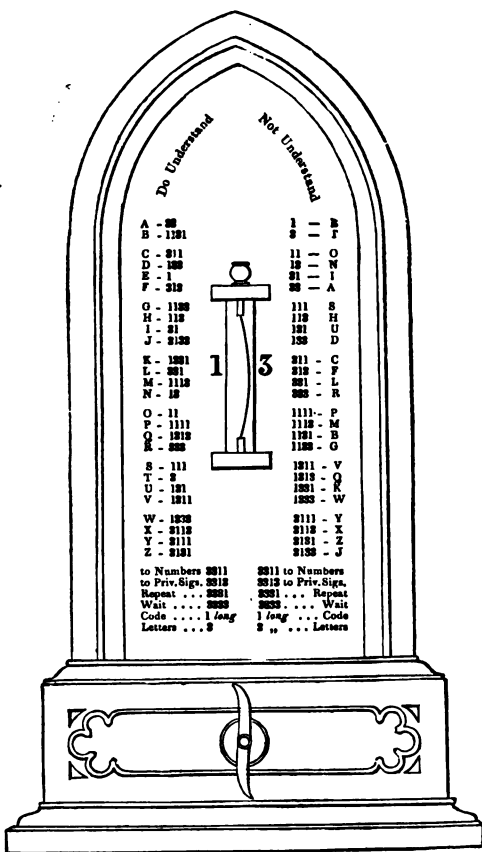 Do Understand
Not Understand
A - 33
B - 1131
C - 311
D - 133
E - 1
F - 313
G - 1133
H - 113
I - 31
J - 3133
K - 1331
L - 331
M - 1113
N - 13
O - 11
P - 1111
Q - 1313
R - 333
S - 111
T - 3
U - 131
V - 1311
W - 1333
X - 3113
Y - 3111
Z - 3131
to Numbers 3311
to Priv. Sigs. 3313
Repeat .... 3331
Wait .... 3333
Code .... 1 long
Letters ... 3
1 3
1 — E
3 — T
11 — O
13 — N
31 — I
33 — A
111 S
113 H
131 U
133 D
311 - C
313 - F
331 - L
333 - R
1111 - P
1113 - M
1131 - B
1133 - G
1311 - V
1313 - Q
1331 - K
1333 - W
3111 - Y
3113 - X
3131 - Z
3133 - J
3311 to Numbers
3313 to Priv. Sigs.
3331 ... Repeat
3333 .... Wait
1 long ... Code
3 „ ... Letters